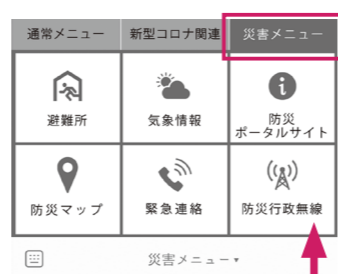 通常メニュー 新型コロナ関連 災害メニュー
避難所 気象情報 防災
ポータルサイト
防災マップ 緊急連絡 防災行政無線
災害メニュー▼